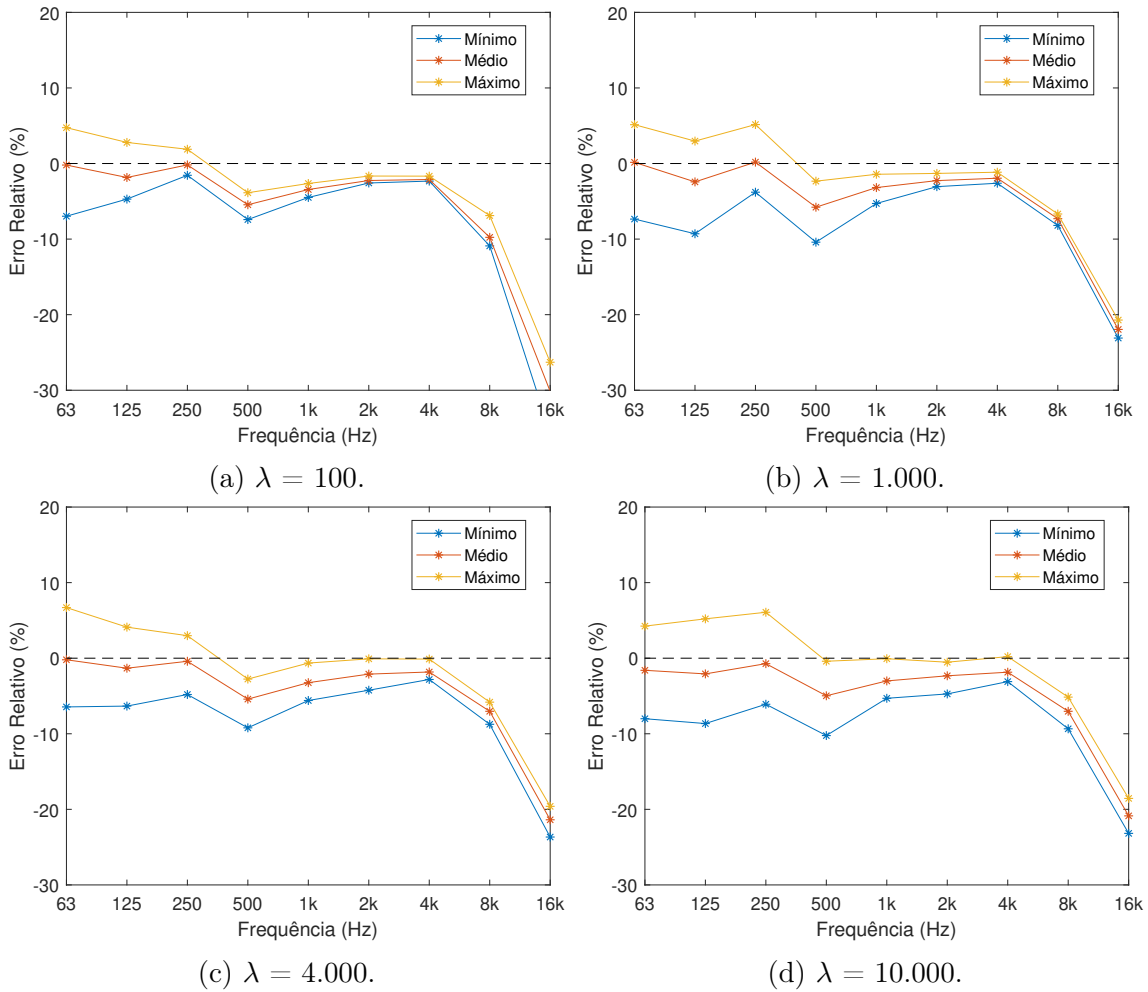 20
10
0
-10
-20
-30
Erro Relativo (%)
Mínimo
Médio
Máximo
63 125 250 500 1k 2k 4k 8k 16k
Frequência (Hz)
(a) λ = 100.
20
10
0
-10
-20
-30
Erro Relativo (%)
Mínimo
Médio
Máximo
63 125 250 500 1k 2k 4k 8k 16k
Frequência (Hz)
(b) λ = 1.000.
20
10
0
-10
-20
-30
Erro Relativo (%)
Mínimo
Médio
Máximo
63 125 250 500 1k 2k 4k 8k 16k
Frequência (Hz)
(c) λ = 4.000.
20
10
0
-10
-20
-30
Erro Relativo (%)
Mínimo
Médio
Máximo
63 125 250 500 1k 2k 4k 8k 16k
Frequência (Hz)
(d) λ = 10.000.